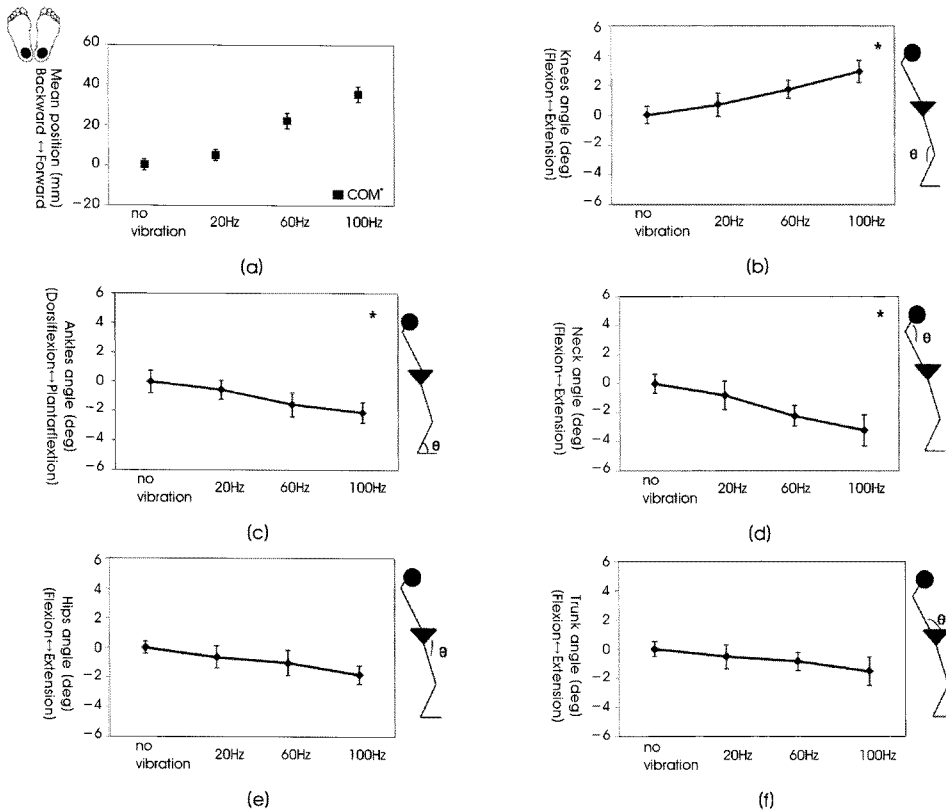 60
40
20
0
−20
Mean position (mm)
Backward ↔ Forward
COM*
no vibration
20Hz
60Hz
100Hz
(a)
6
4
2
0
−2
−4
−6
Knees angle (deg)
(Flexion↔Extension)
*
θ
no vibration
20Hz
60Hz
100Hz
(b)
6
4
2
0
−2
−4
−6
Ankles angle (deg)
(Dorsiflexion↔Plantarflextion)
*
θ
no vibration
20Hz
60Hz
100Hz
(c)
6
4
2
0
−2
−4
−6
Neck angle (deg)
(Flexion↔Extension)
*
θ
no vibration
20Hz
60Hz
100Hz
(d)
6
4
2
0
−2
−4
−6
Hips angle (deg)
(Flexion↔Extension)
θ
no vibration
20Hz
60Hz
100Hz
(e)
6
4
2
0
−2
−4
−6
Trunk angle (deg)
(Flexion↔Extension)
θ
no vibration
20Hz
60Hz
100Hz
(f)